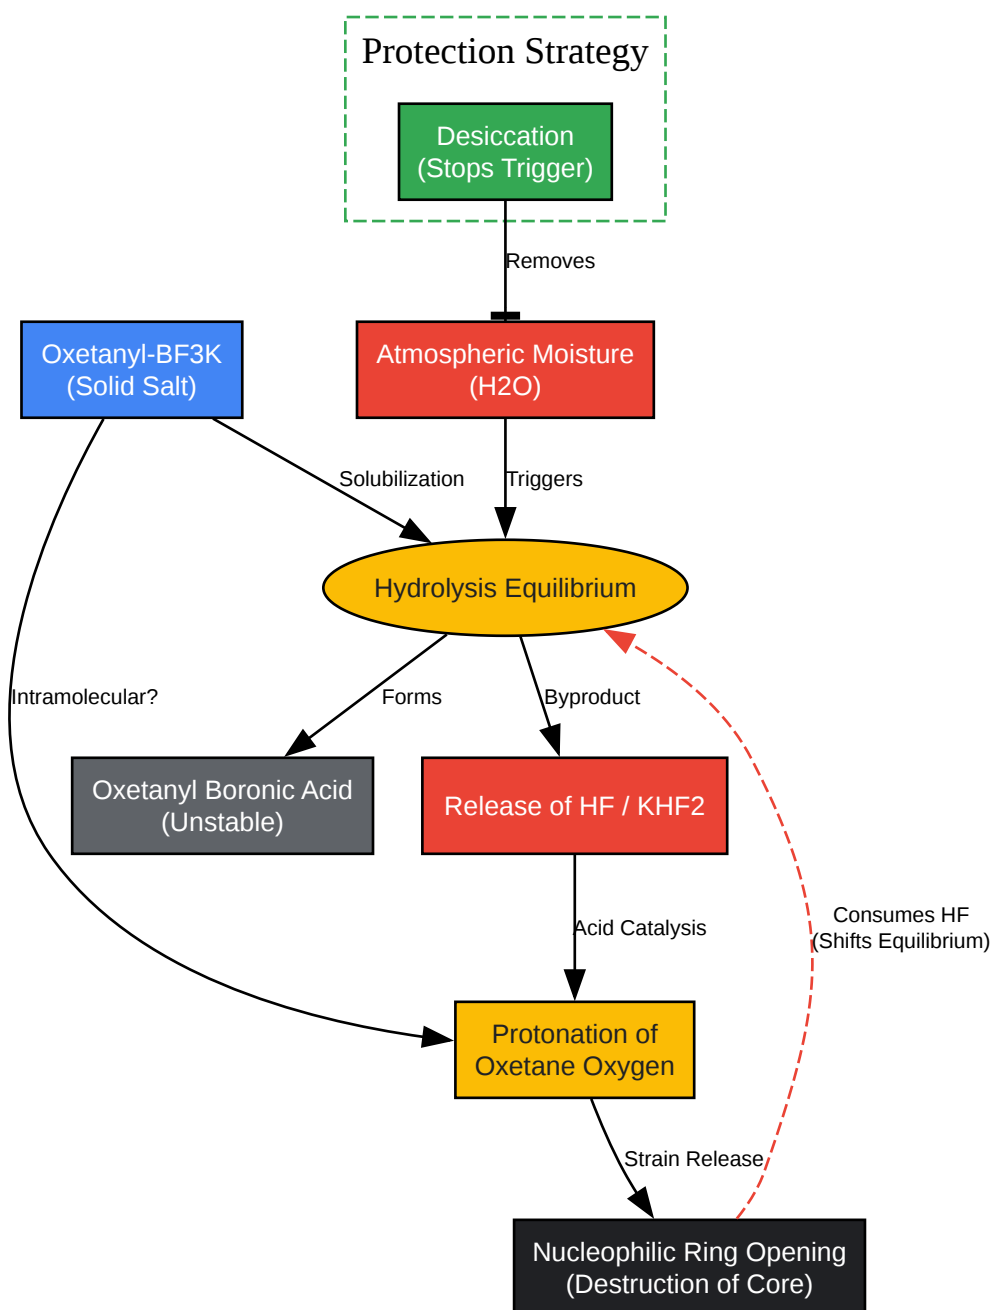 Protection Strategy
Desiccation
(Stops Trigger)
Removes
Oxetanyl-BF3K
(Solid Salt)
Atmospheric Moisture
(H2O)
Solubilization
Triggers
Hydrolysis Equilibrium
Intramolecular?
Forms
Byproduct
Oxetanyl Boronic Acid
(Unstable)
Release of HF / KHF2
Consumes HF
(Shifts Equilibrium)
Acid Catalysis
Protonation of
Oxetane Oxygen
Strain Release
Nucleophilic Ring Opening
(Destruction of Core)